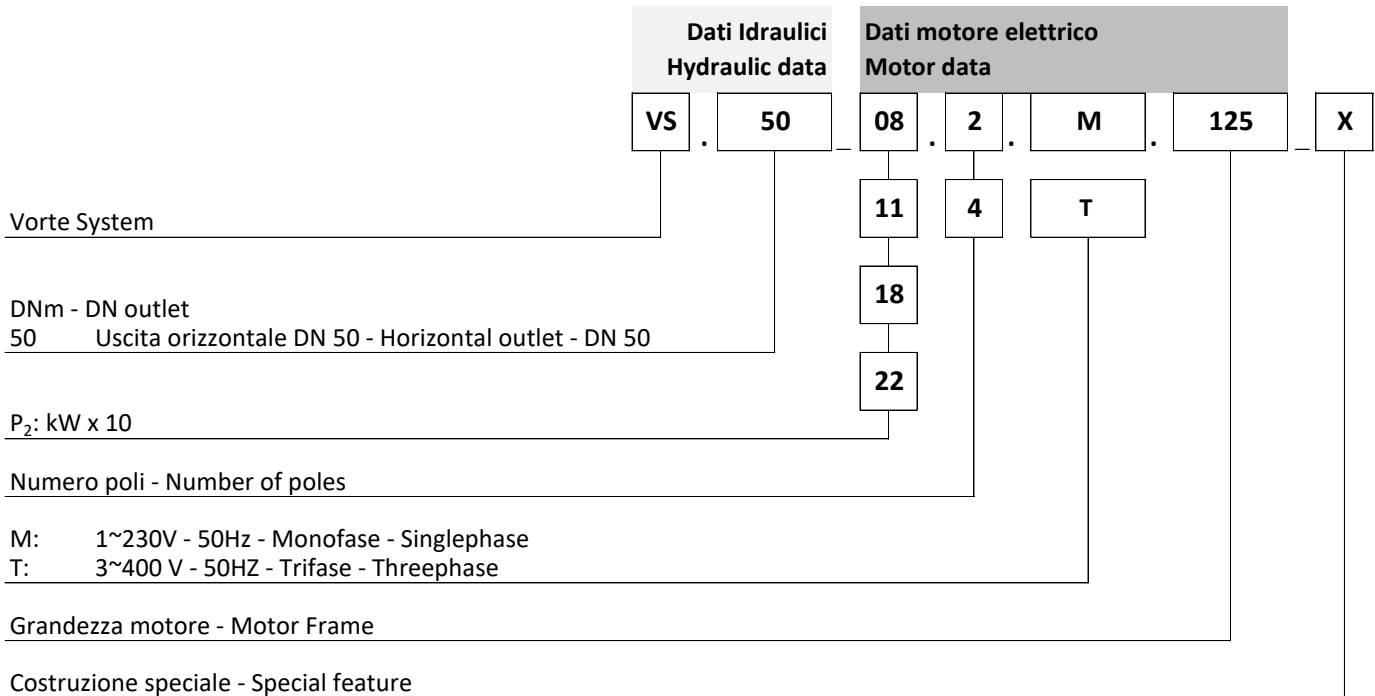 Dati Idraulici Dati motore elettrico
Hydraulic data Motor data
VS . 50 _ 08 . 2 . M . 125 _ X
11 4 T
Vorte System
18
DNm - DN outlet
50 Uscita orizzontale DN 50 - Horizontal outlet - DN 50
22
P₂: kW x 10
Numero poli - Number of poles
M: 1~230V - 50Hz - Monofase - Singlephase
T: 3~400 V - 50HZ - Trifase - Threephase
Grandezza motore - Motor Frame
Costruzione speciale - Special feature